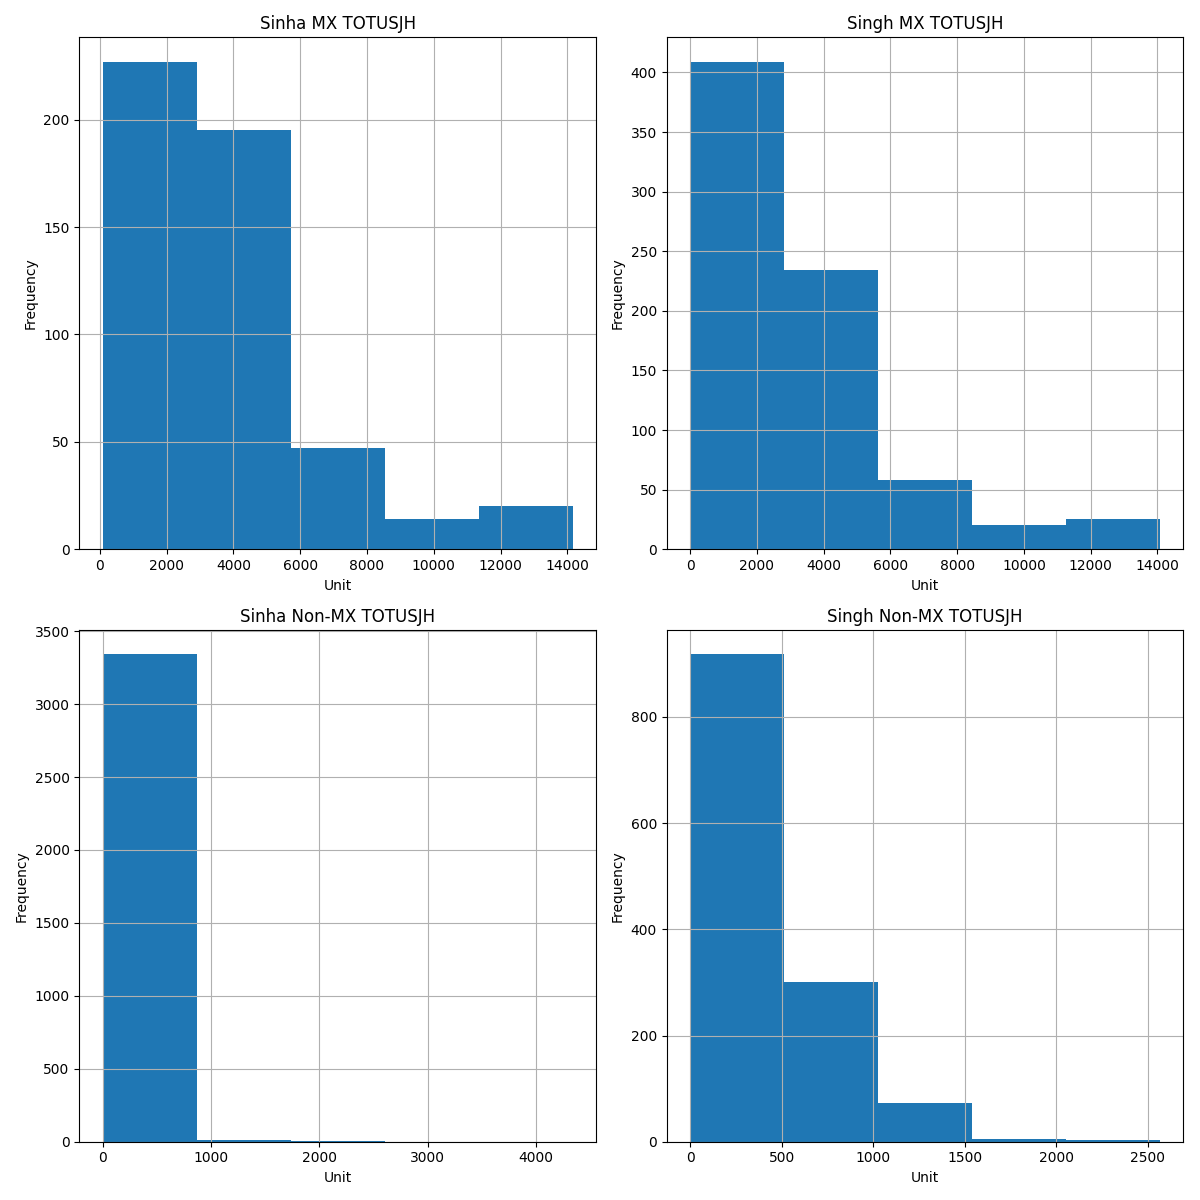 Sinha MX TOTUSJH
Frequency
200
150
100
50
0
0 2000 4000 6000 8000 10000 12000 14000
Unit
Singh MX TOTUSJH
Frequency
400
350
300
250
200
150
100
50
0
0 2000 4000 6000 8000 10000 12000 14000
Unit
Sinha Non-MX TOTUSJH
Frequency
3500
3000
2500
2000
1500
1000
500
0
0 1000 2000 3000 4000
Unit
Singh Non-MX TOTUSJH
Frequency
800
600
400
200
0
0 500 1000 1500 2000 2500
Unit